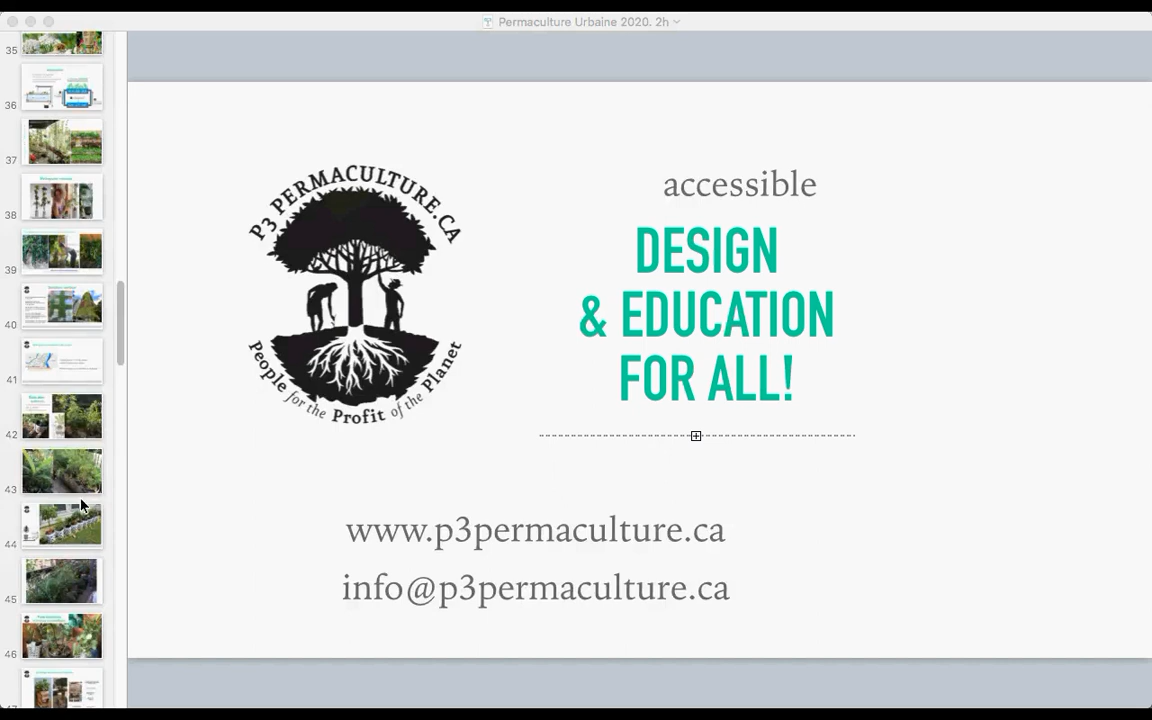 Permaculture Urbaine 2020. 2h
35
36
37
38
39
40
41
42
43
44
45
46
P3 PERMACULTURE.CA
People for the Profit of the Planet
accessible
DESIGN
& EDUCATION
FOR ALL!
www.p3permaculture.ca
info@p3permaculture.ca